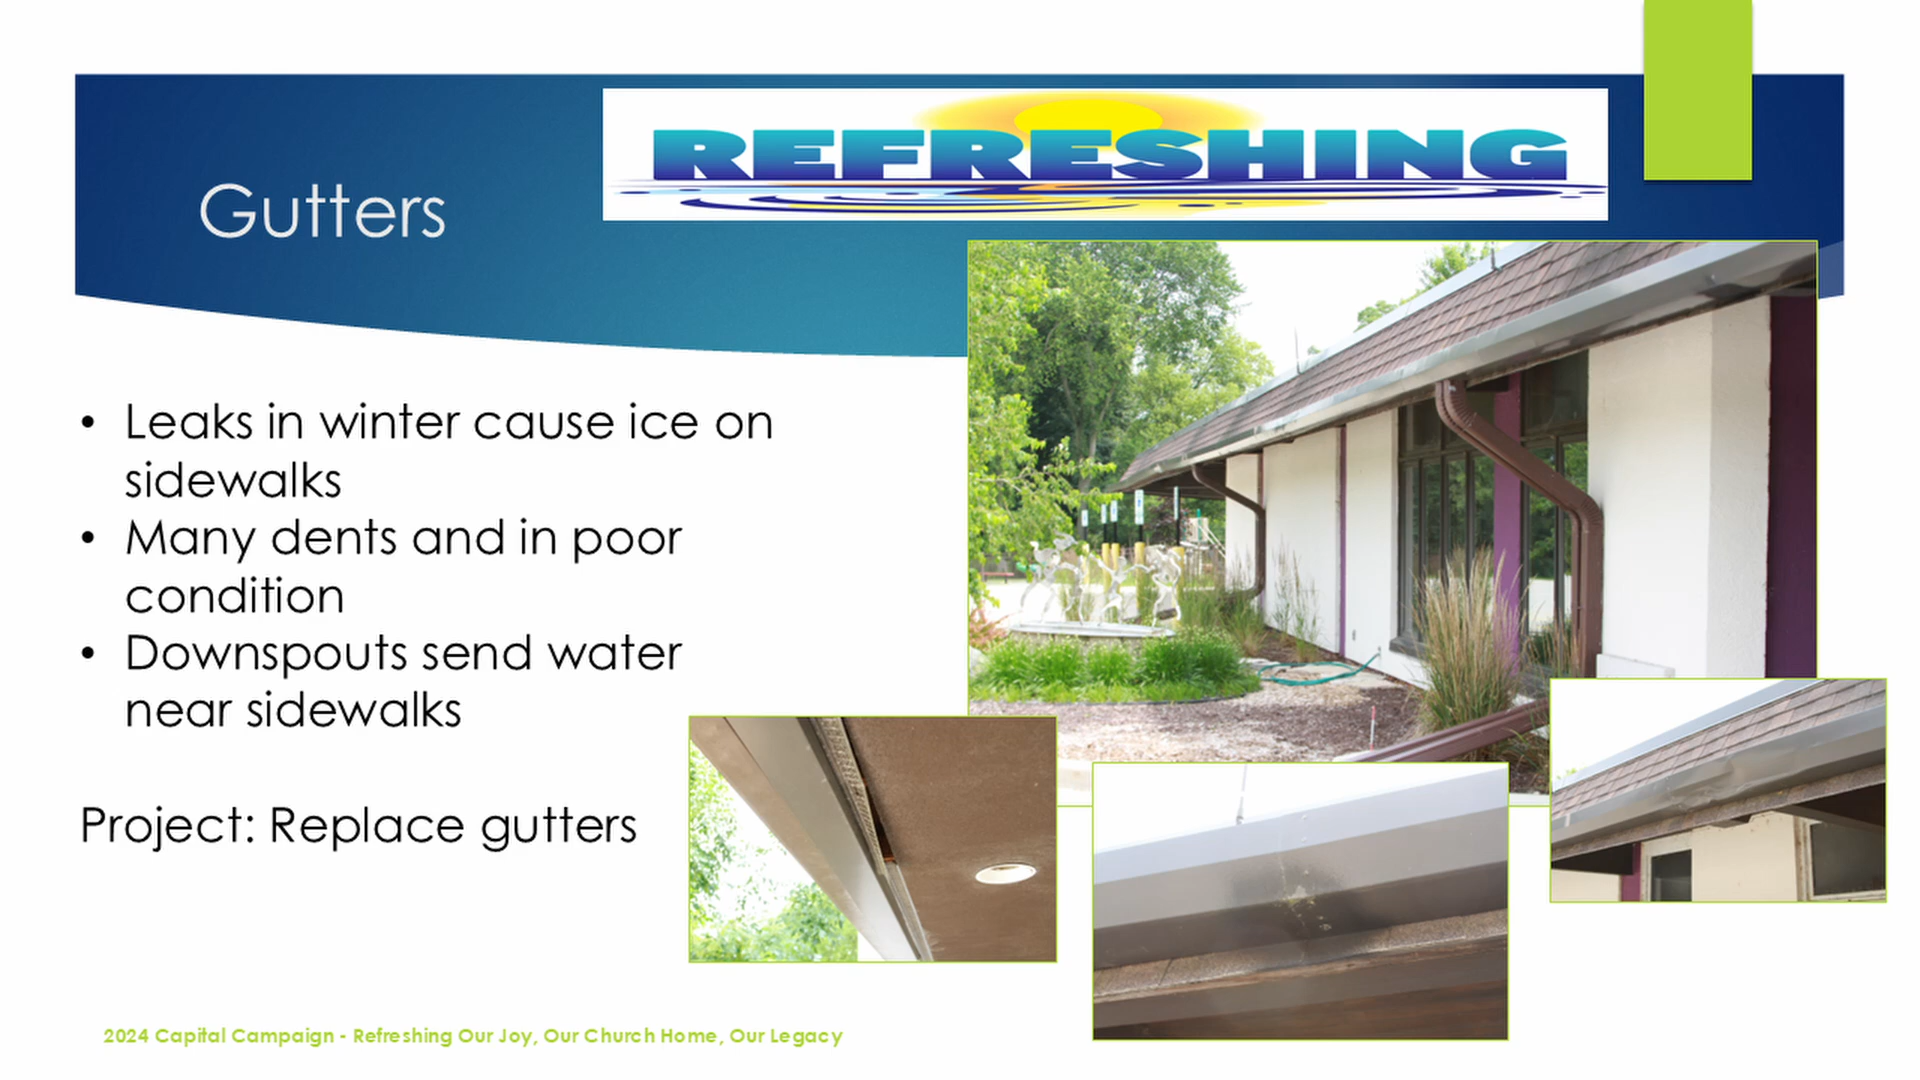 REFRESHING
Gutters
• Leaks in winter cause ice on
sidewalks
• Many dents and in poor
condition
• Downspouts send water
near sidewalks
Project: Replace gutters
2024 Capital Campaign - Refreshing Our Joy, Our Church Home, Our Legacy